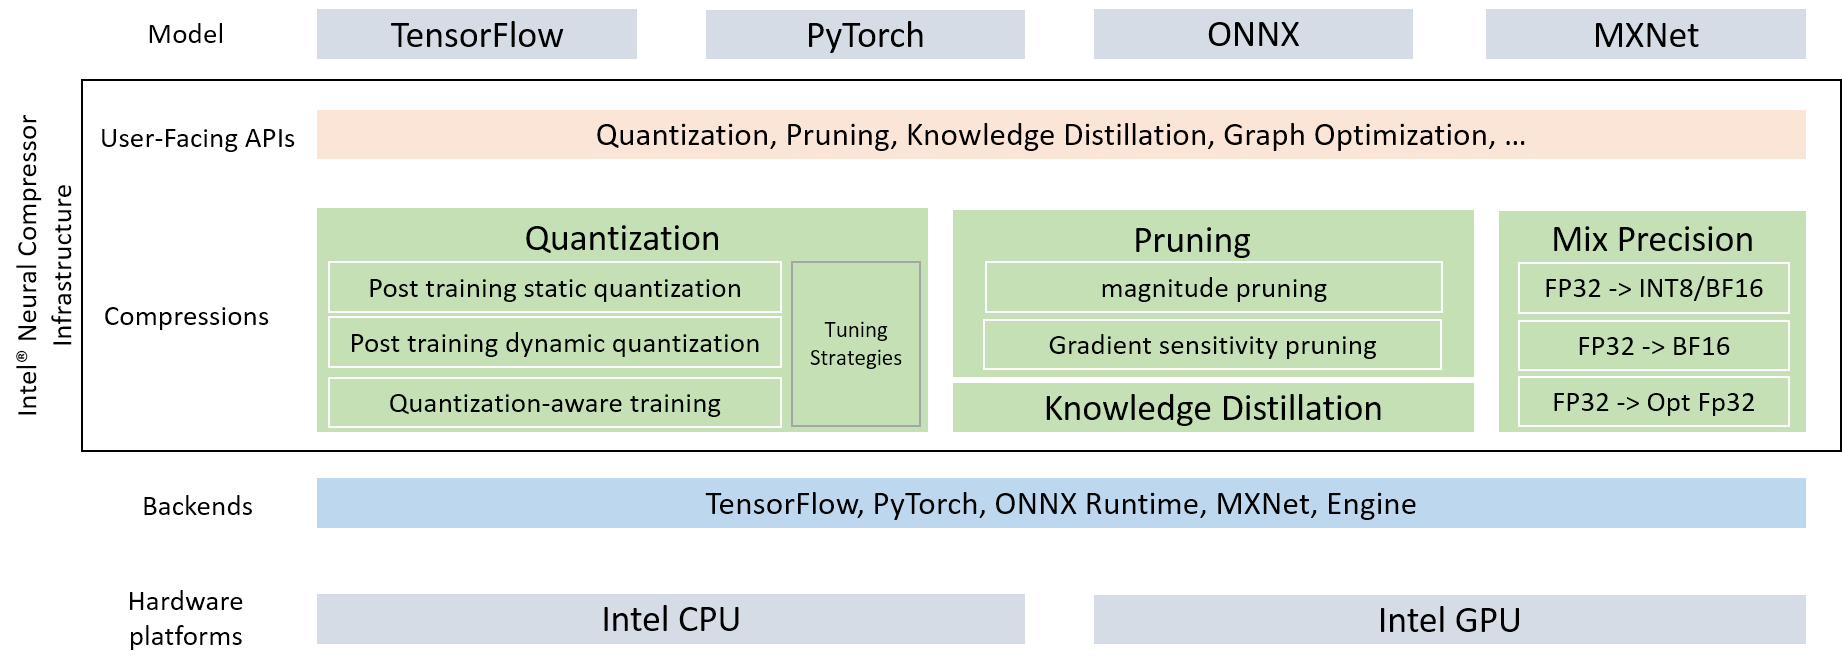 Model
TensorFlow
PyTorch
ONNX
MXNet
Intel® Neural Compressor
Infrastructure
User-Facing APIs
Quantization, Pruning, Knowledge Distillation, Graph Optimization, ...
Compressions
Quantization
Post training static quantization
Post training dynamic quantization
Quantization-aware training
Tuning
Strategies
Pruning
magnitude pruning
Gradient sensitivity pruning
Knowledge Distillation
Mix Precision
FP32 -> INT8/BF16
FP32 -> BF16
FP32 -> Opt Fp32
Backends
TensorFlow, PyTorch, ONNX Runtime, MXNet, Engine
Hardware
platforms
Intel CPU
Intel GPU